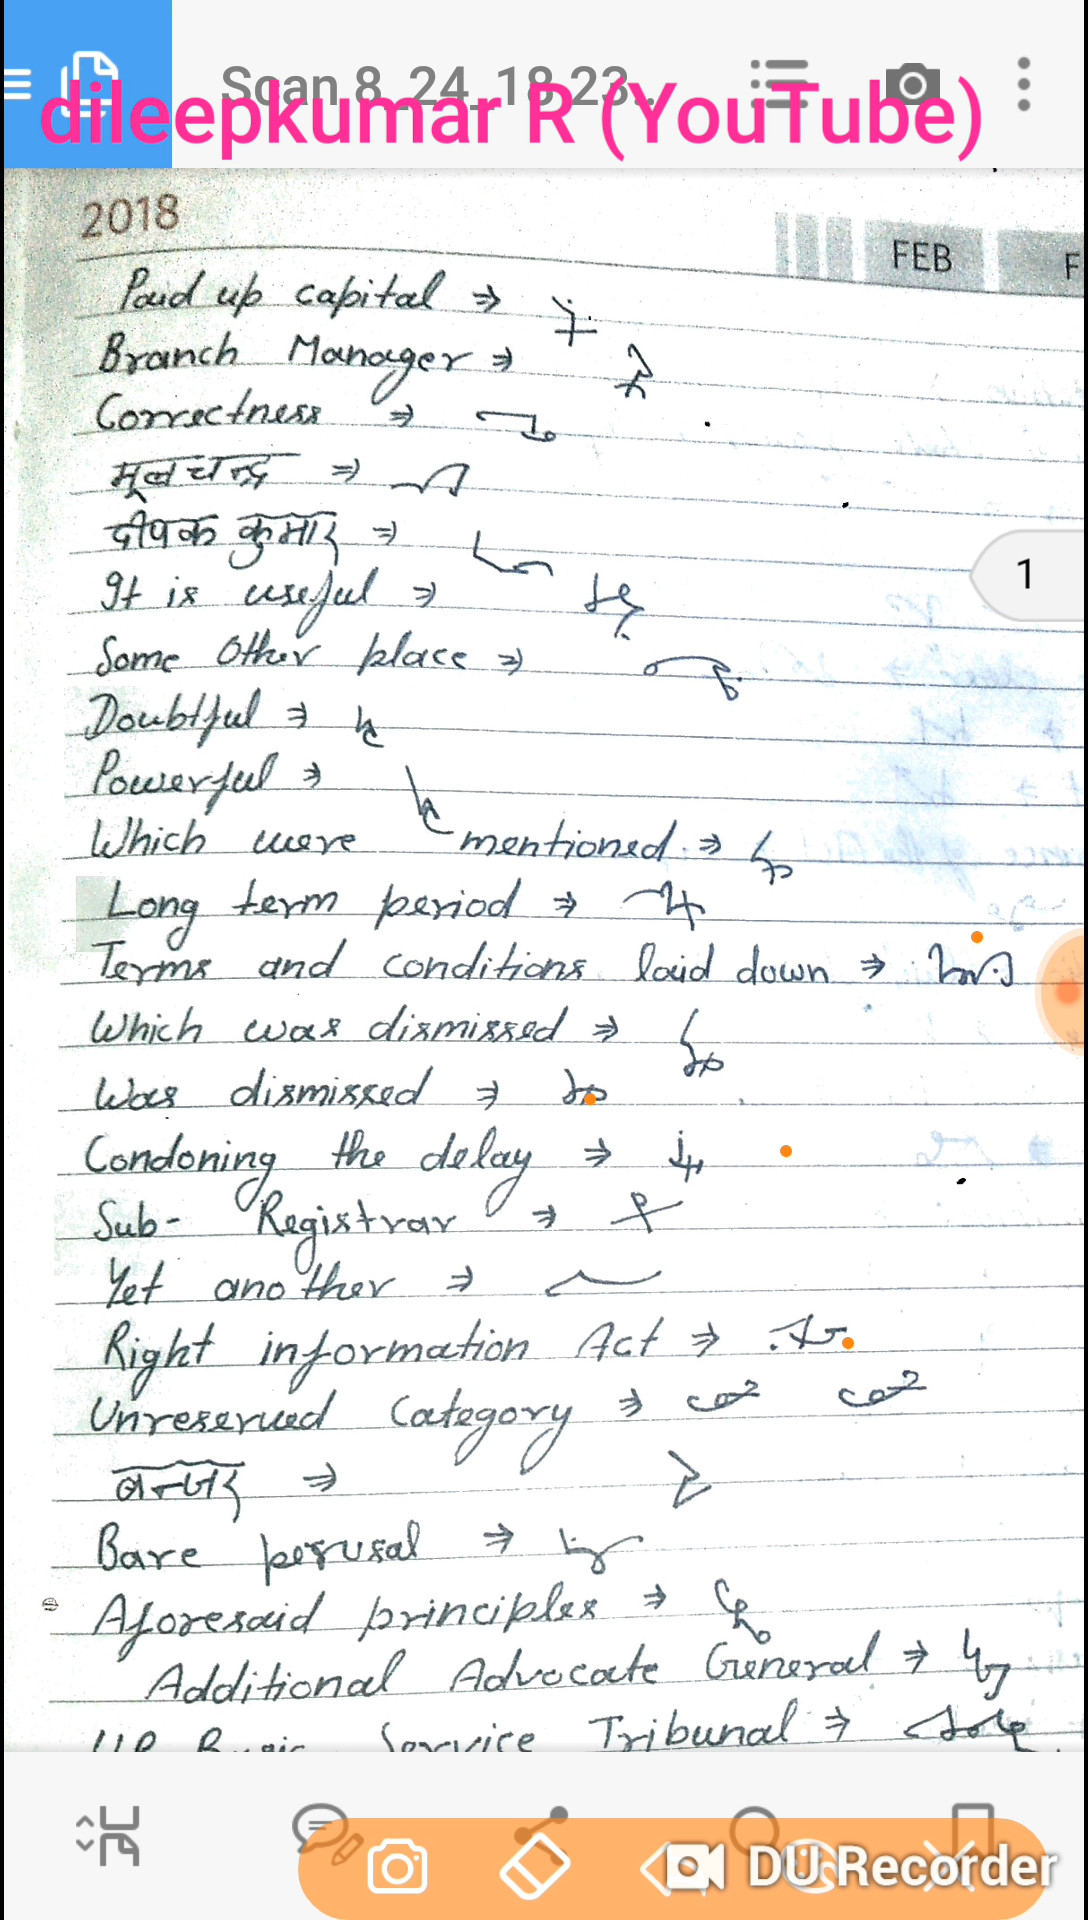 Scan 8_24_18 23..
dileepkumar R (YouTube)
2018
FEB
F
Paid up capital ⇒
Branch Manager ⇒
Correctness ⇒
मूलचन्द्र ⇒
दीपक कुमार ⇒
1
It is useful ⇒
Some other place ⇒
Doubtful ⇒
Powerful ⇒
Which were mentioned. ⇒
Long term period ⇒
Terms and conditions laid down ⇒
Which was dismissed ⇒
Was dismissed ⇒
Condoning the delay ⇒
Sub- Registrar ⇒
Yet another ⇒
Right information Act ⇒
Unreserved Category ⇒
⇒
Bare perusal ⇒
Aforesaid principles ⇒
Additional Advocate General ⇒
Service Tribunal ⇒
DU Recorder